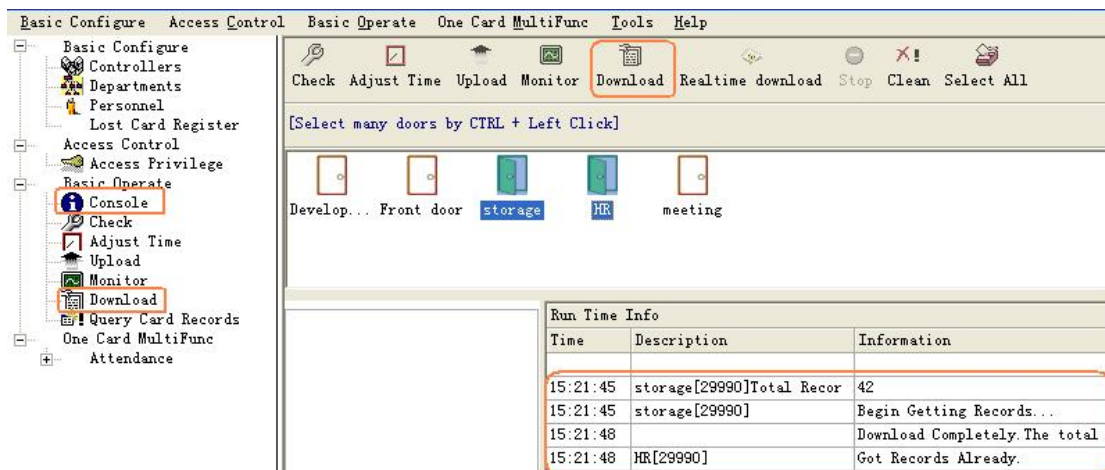 Basic Configure Access Control Basic Operate One Card MultiFunc Tools Help
Basic Configure
Controllers
Departments
Personnel
Lost Card Register
Access Control
Access Privilege
Basic Operate
Console
Check
Adjust Time
Upload
Monitor
Download
Query Card Records
One Card MultiFunc
Attendance
Check Adjust Time Upload Monitor Download Realtime download Stop Clean Select All
[Select many doors by CTRL + Left Click]
Develop... Front door storage HR meeting
Run Time Info
Time Description Information
15:21:45 storage[29990]Total Recor 42
15:21:45 storage[29990] Begin Getting Records...
15:21:48 Download Completely.The total
15:21:48 HR[29990] Got Records Already.